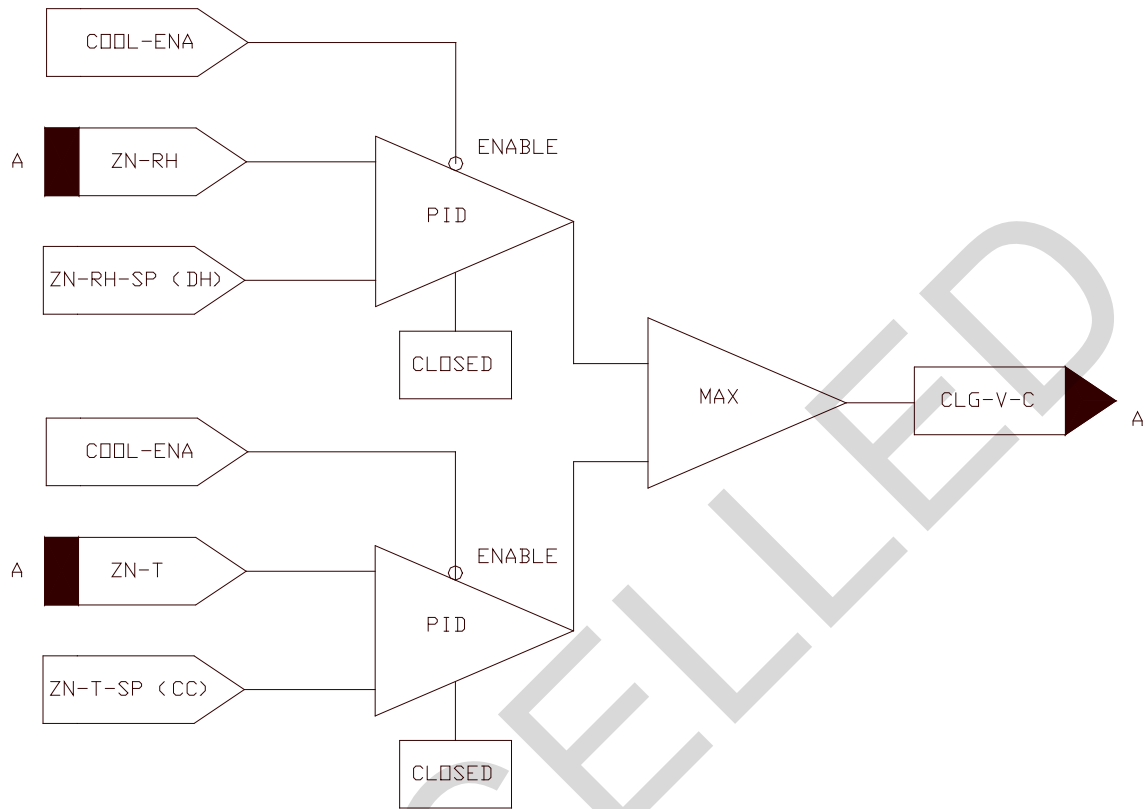 COOL-ENA
ENABLE
A
ZN-RH
PID
ZN-RH-SP (DH)
CLOSED
MAX
CLG-V-C
A
COOL-ENA
ENABLE
A
ZN-T
PID
ZN-T-SP (CC)
CLOSED
CELLED